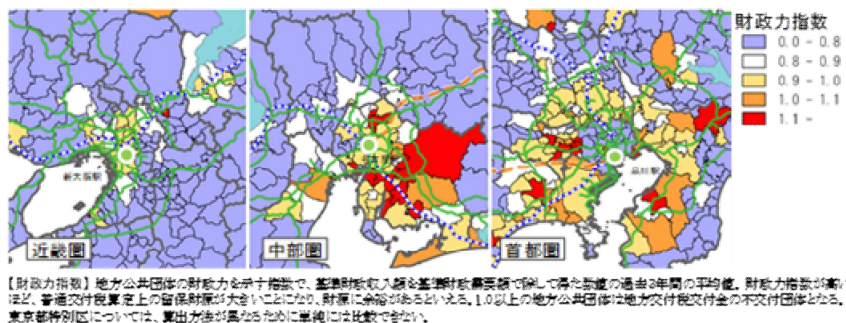 財政力指数
0.0 - 0.8
0.8 - 0.9
0.9 - 1.0
1.0 - 1.1
1.1 -
新大阪駅
名古屋駅
品川駅
近畿圏
中部圏
首都圏
【財政力指数】地方公共団体の財政力を示す指数で、基準財政収入額を基準財政需要額で除して得た数値の過去3年間の平均値。財政力指数が高い
ほど、普通交付税算定上の留保財源が大きいことになり、財源に余裕があるといえる。1.0以上の地方公共団体は地方交付税交付金の不交付団体となる。
東京都特別区については、算出方法が異なるために単純には比較できない。